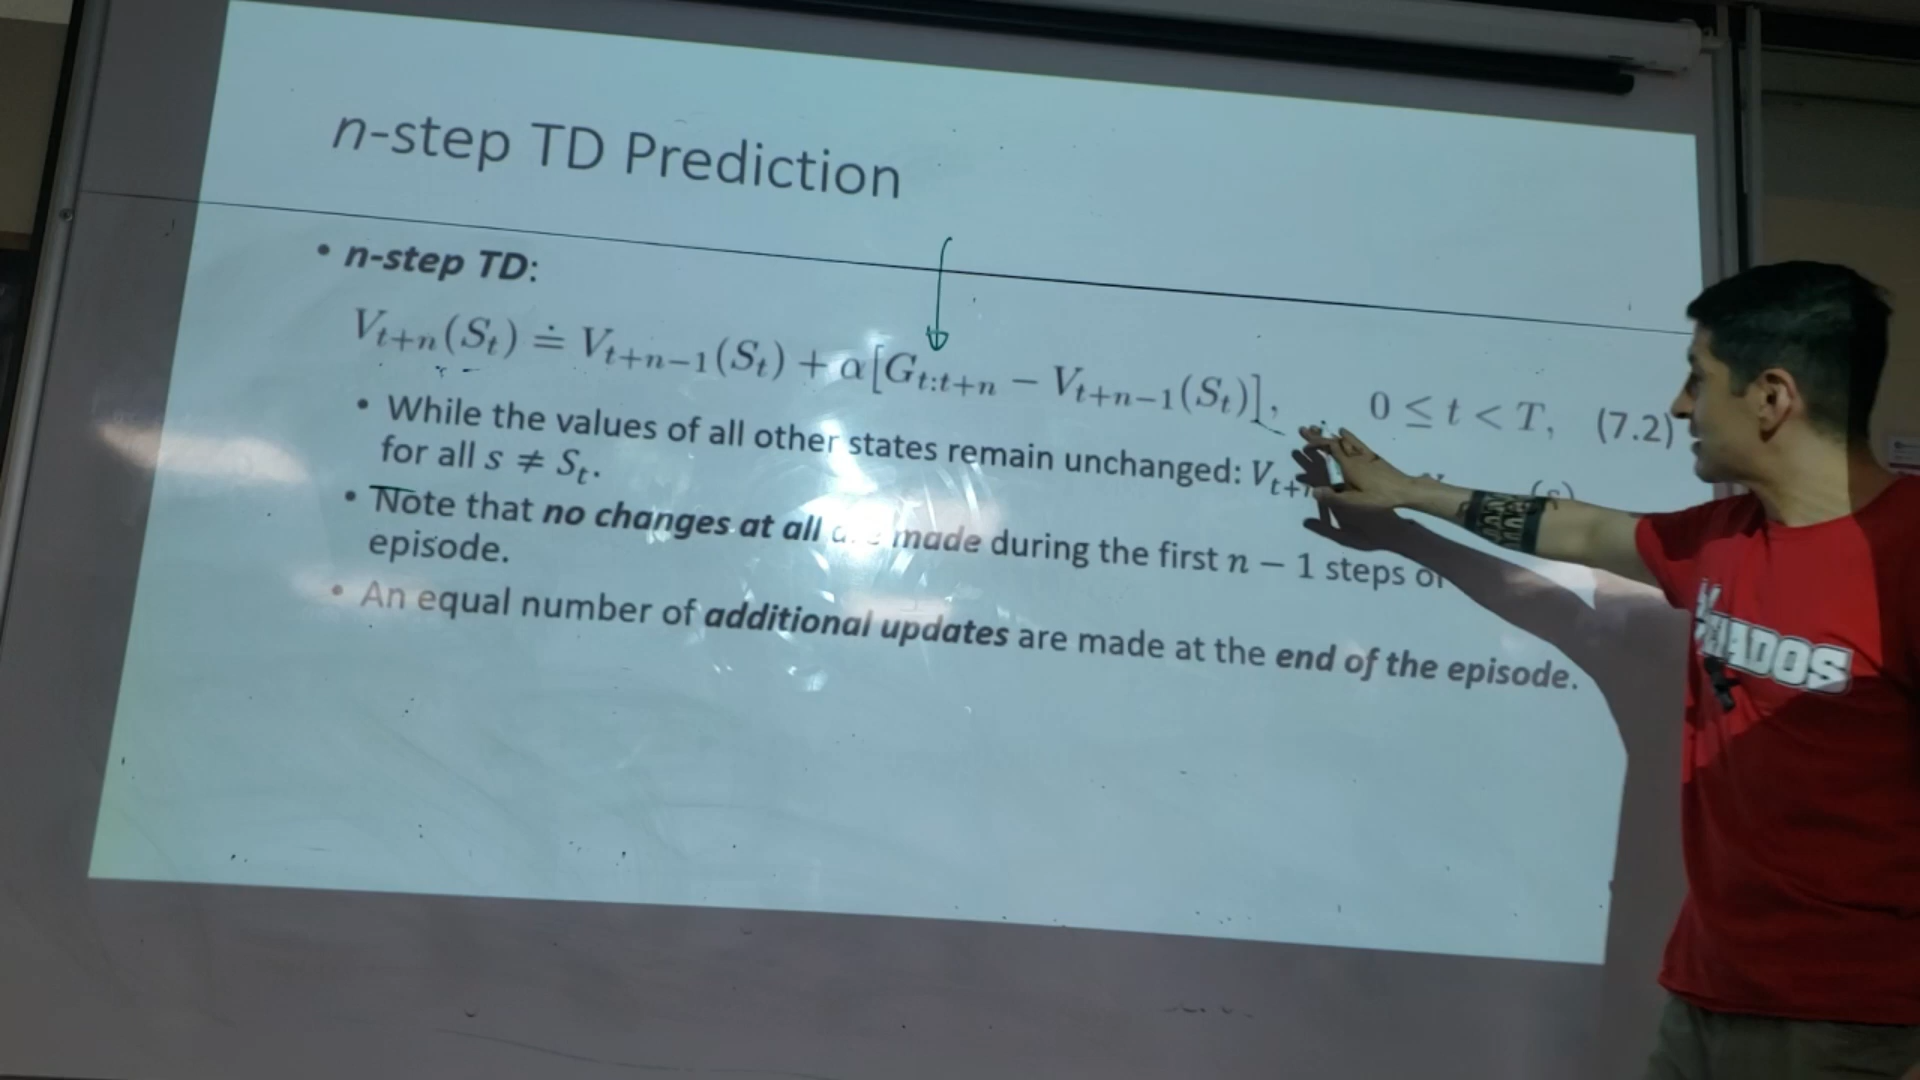 n-step TD Prediction
• n-step TD:
V_{t+n}(S_t) ≐ V_{t+n−1}(S_t) + α[G_{t:t+n} − V_{t+n−1}(S_t)], 0 ≤ t < T, (7.2)
• While the values of all other states remain unchanged: V_{t+
for all s ≠ S_t.
• Note that no changes at all made during the first n − 1 steps of
episode.
• An equal number of additional updates are made at the end of the episode.